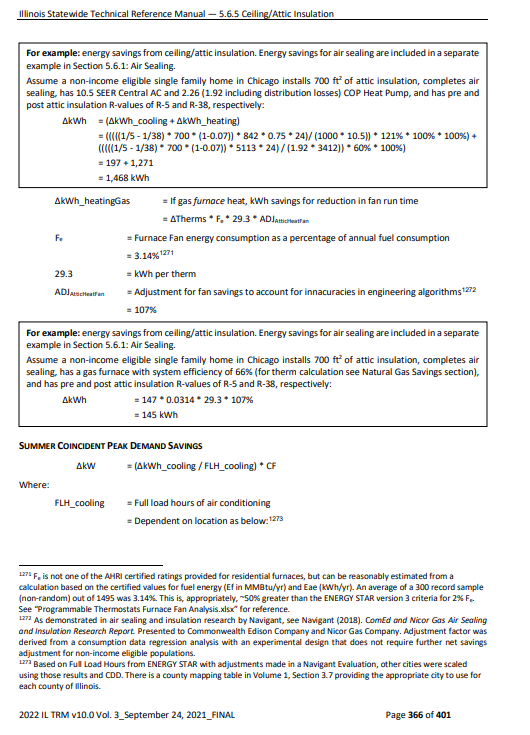 Illinois Statewide Technical Reference Manual — 5.6.5 Ceiling/Attic Insulation
For example: energy savings from ceiling/attic insulation. Energy savings for air sealing are included in a separate
example in Section 5.6.1: Air Sealing.
Assume a non-income eligible single family home in Chicago installs 700 ft² of attic insulation, completes air
sealing, has 10.5 SEER Central AC and 2.26 (1.92 including distribution losses) COP Heat Pump, and has pre and
post attic insulation R-values of R-5 and R-38, respectively:
ΔkWh = (ΔkWh_cooling + ΔkWh_heating)
= (((((1/5 - 1/38) * 700 * (1-0.07)) * 842 * 0.75 * 24)/ (1000 * 10.5)) * 121% * 100% * 100%) +
(((((1/5 - 1/38) * 700 * (1-0.07)) * 5113 * 24) / (1.92 * 3412)) * 60% * 100%)
= 197 + 1,271
= 1,468 kWh
ΔkWh_heatingGas = If gas furnace heat, kWh savings for reduction in fan run time
= ΔTherms * Fₑ * 29.3 * ADJAtticHeatFan
Fₑ = Furnace Fan energy consumption as a percentage of annual fuel consumption
= 3.14%¹²⁷¹
29.3 = kWh per therm
ADJAtticHeatFan = Adjustment for fan savings to account for innacuracies in engineering algorithms¹²⁷²
= 107%
For example: energy savings from ceiling/attic insulation. Energy savings for air sealing are included in a separate
example in Section 5.6.1: Air Sealing.
Assume a non-income eligible single family home in Chicago installs 700 ft² of attic insulation, completes air
sealing, has a gas furnace with system efficiency of 66% (for therm calculation see Natural Gas Savings section),
and has pre and post attic insulation R-values of R-5 and R-38, respectively:
ΔkWh = 147 * 0.0314 * 29.3 * 107%
= 145 kWh
SUMMER COINCIDENT PEAK DEMAND SAVINGS
ΔkW = (ΔkWh_cooling / FLH_cooling) * CF
Where:
FLH_cooling = Full load hours of air conditioning
= Dependent on location as below:¹²⁷³
¹²⁷¹ Fₑ is not one of the AHRI certified ratings provided for residential furnaces, but can be reasonably estimated from a
calculation based on the certified values for fuel energy (Ef in MMBtu/yr) and Eae (kWh/yr). An average of a 300 record sample
(non-random) out of 1495 was 3.14%. This is, appropriately, ~50% greater than the ENERGY STAR version 3 criteria for 2% Fₑ.
See “Programmable Thermostats Furnace Fan Analysis.xlsx” for reference.
¹²⁷² As demonstrated in air sealing and insulation research by Navigant, see Navigant (2018). ComEd and Nicor Gas Air Sealing
and Insulation Research Report. Presented to Commonwealth Edison Company and Nicor Gas Company. Adjustment factor was
derived from a consumption data regression analysis with an experimental design that does not require further net savings
adjustment for non-income eligible populations.
¹²⁷³ Based on Full Load Hours from ENERGY STAR with adjustments made in a Navigant Evaluation, other cities were scaled
using those results and CDD. There is a county mapping table in Volume 1, Section 3.7 providing the appropriate city to use for
each county of Illinois.
2022 IL TRM v10.0 Vol. 3_September 24, 2021_FINAL Page 366 of 401